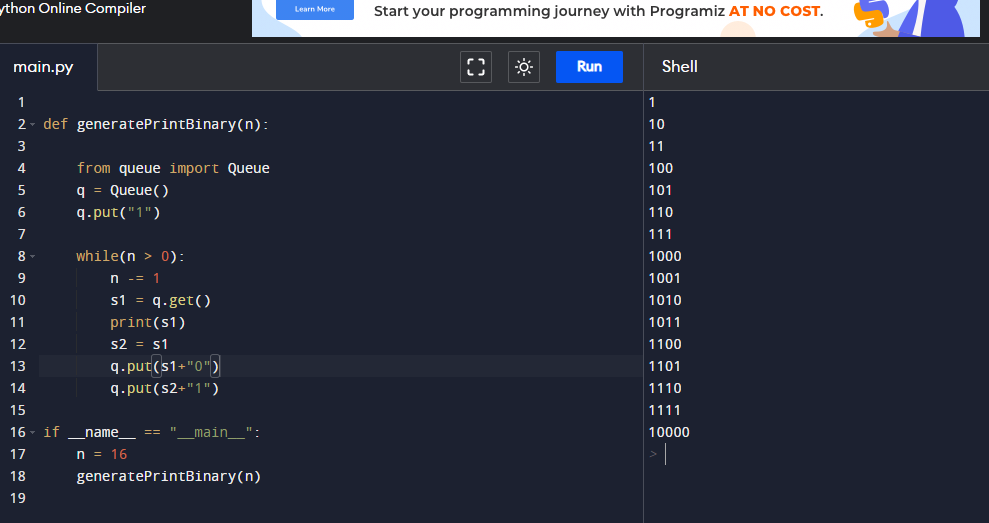 ython Online Compiler
Learn More
Start your programming journey with Programiz AT NO COST.
main.py
Run
Shell
1
2 def generatePrintBinary(n):
3
4     from queue import Queue
5     q = Queue()
6     q.put("1")
7
8     while(n > 0):
9         n -= 1
10         s1 = q.get()
11         print(s1)
12         s2 = s1
13         q.put(s1+"0")
14         q.put(s2+"1")
15
16 if __name__ == "__main__":
17     n = 16
18     generatePrintBinary(n)
19
1
10
11
100
101
110
111
1000
1001
1010
1011
1100
1101
1110
1111
10000
>